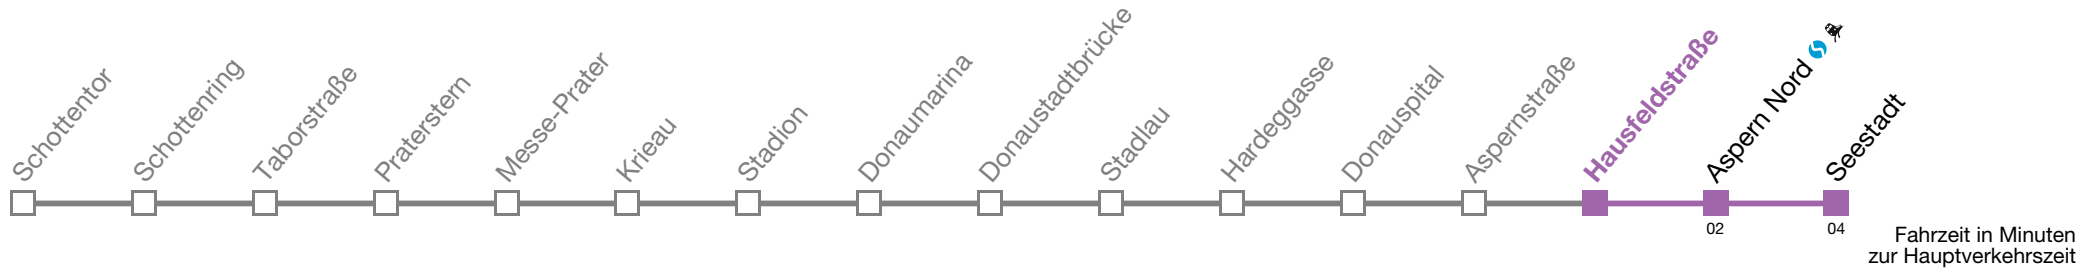 Schottentor
Schottenring
Taborstraße
Praterstern
Messe-Prater
Krieau
Stadion
Donaumarina
Donaustadtbrücke
Stadlau
Hardeggasse
Donauspital
Aspernstraße
Hausfeldstraße
Aspern Nord
Seestadt
02
04
Fahrzeit in Minuten
zur Hauptverkehrszeit